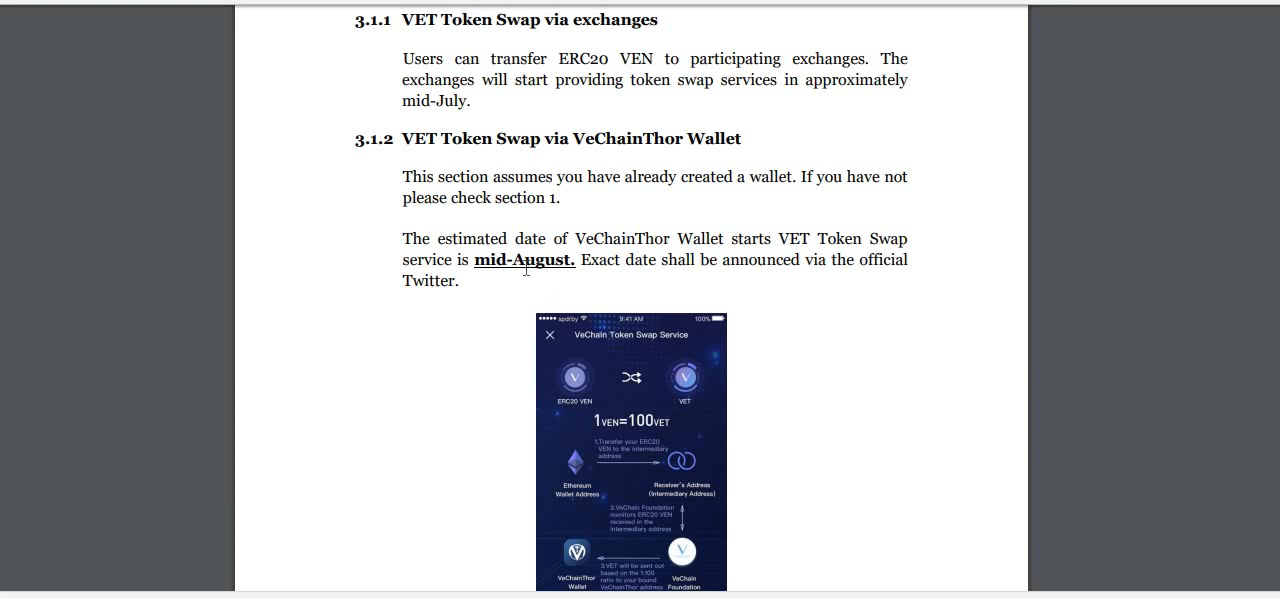 3.1.1 VET Token Swap via exchanges
Users can transfer ERC20 VEN to participating exchanges. The
exchanges will start providing token swap services in approximately
mid-July.
3.1.2 VET Token Swap via VeChainThor Wallet
This section assumes you have already created a wallet. If you have not
please check section 1.
The estimated date of VeChainThor Wallet starts VET Token Swap
service is mid-August. Exact date shall be announced via the official
Twitter.
spdrby 9:41 AM 100%
VeChain Token Swap Service
ERC20 VEN VET
1VEN=100VET
1.Transfer your ERC20
VEN to the intermediary
address
Ethereum
Wallet Address
Receiver's Address
(Intermediary Address)
2.VeChain Foundation
monitors ERC20 VEN
received in the
intermediary address
3.VET will be sent out
based on the 1:100
ratio to your bound
VeChainThor address
VeChainThor
Wallet
VeChain
Foundation